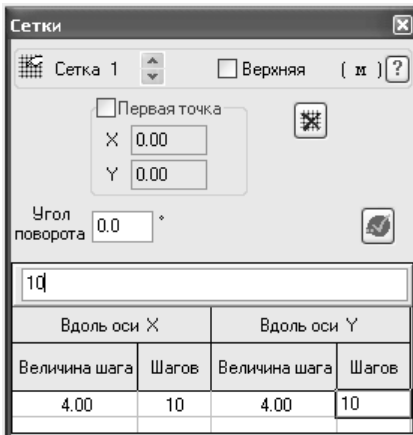 Сетки
Сетка 1 Верхняя ( м ) ?
Первая точка
X 0.00
Y 0.00
Угол поворота 0.0 °
10
Вдоль оси X Вдоль оси Y
Величина шага Шагов Величина шага Шагов
4.00 10 4.00 10